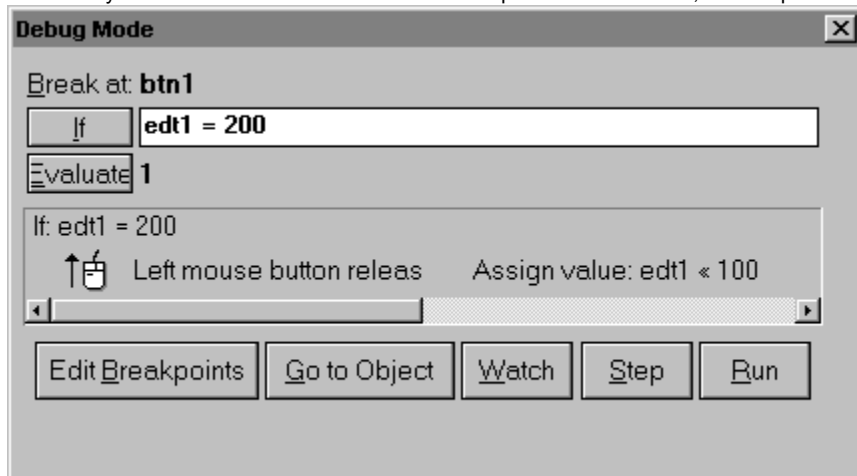 Debug Mode
Break at: btn1
If edt1 = 200
Evaluate 1
If: edt1 = 200
Left mouse button releas Assign value: edt1 « 100
Edit Breakpoints Go to Object Watch Step Run